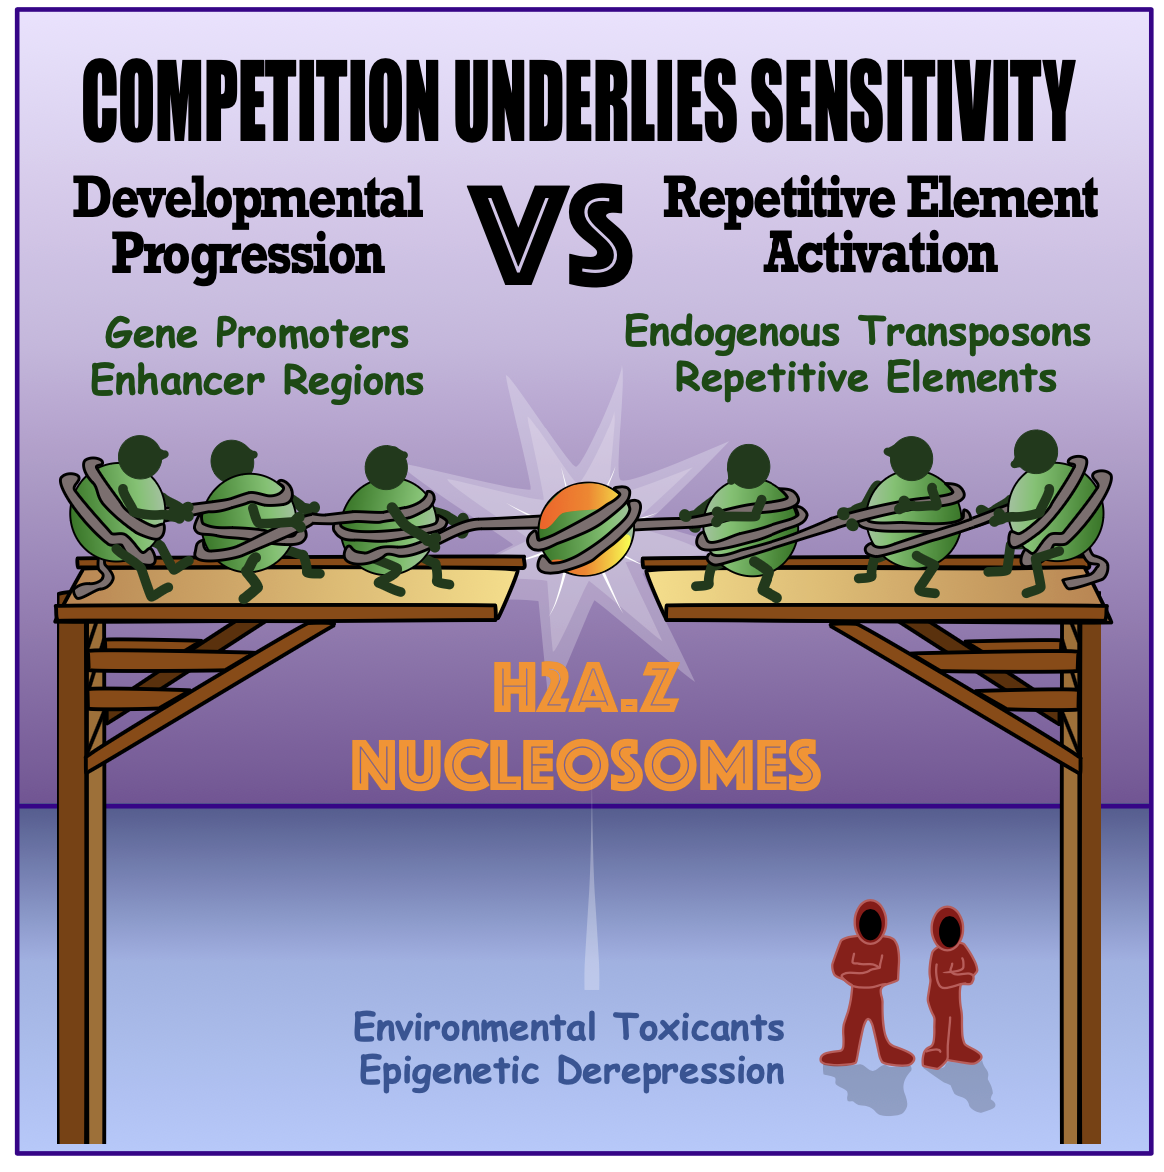 COMPETITION UNDERLIES SENSITIVITY
Developmental
Progression
VS
Repetitive Element
Activation
Gene Promoters
Enhancer Regions
Endogenous Transposons
Repetitive Elements
H2A.Z
NUCLEOSOMES
Environmental Toxicants
Epigenetic Derepression